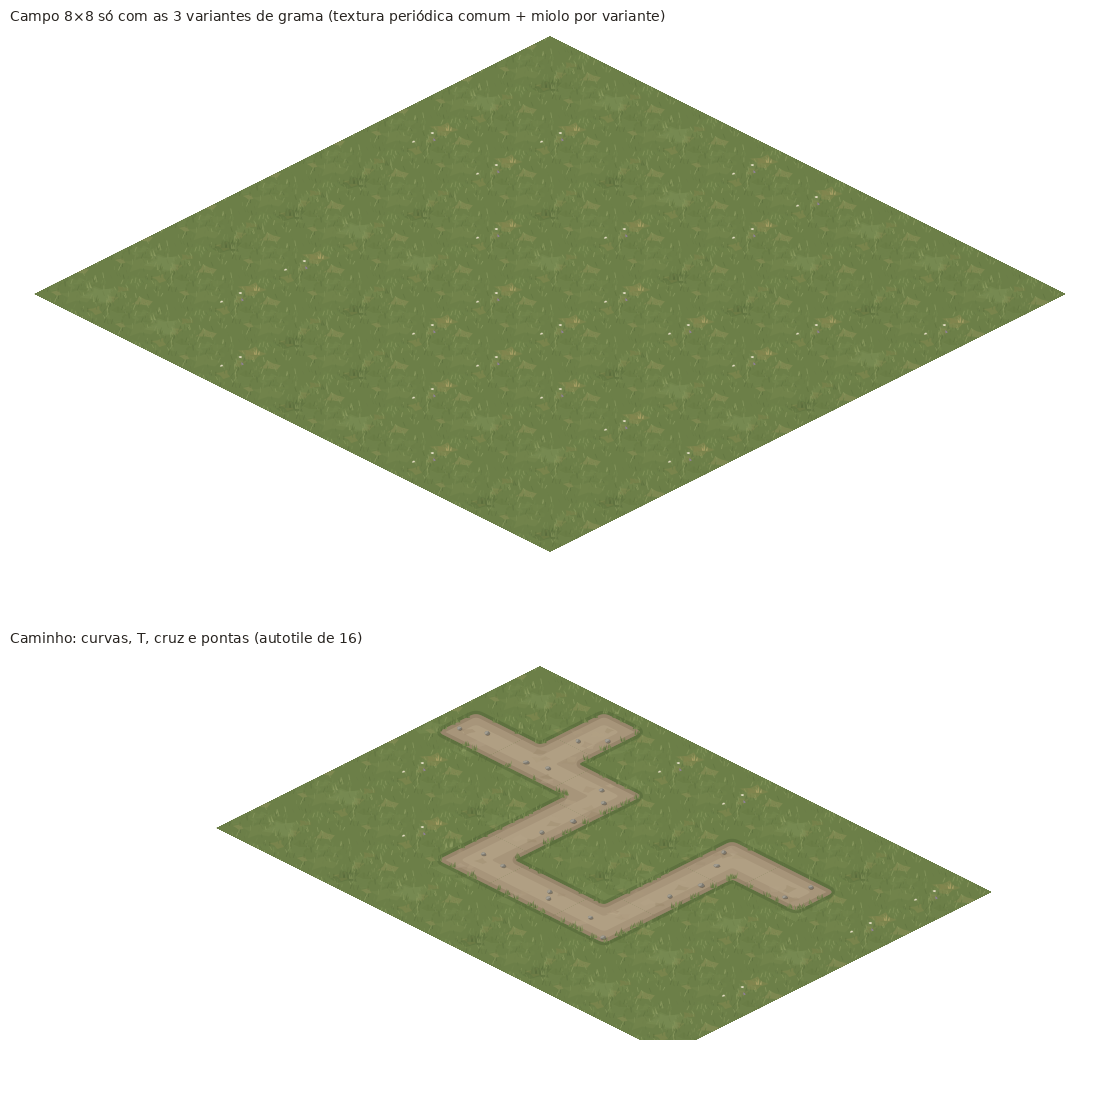 Campo 8×8 só com as 3 variantes de grama (textura periódica comum + miolo por variante)
Caminho: curvas, T, cruz e pontas (autotile de 16)